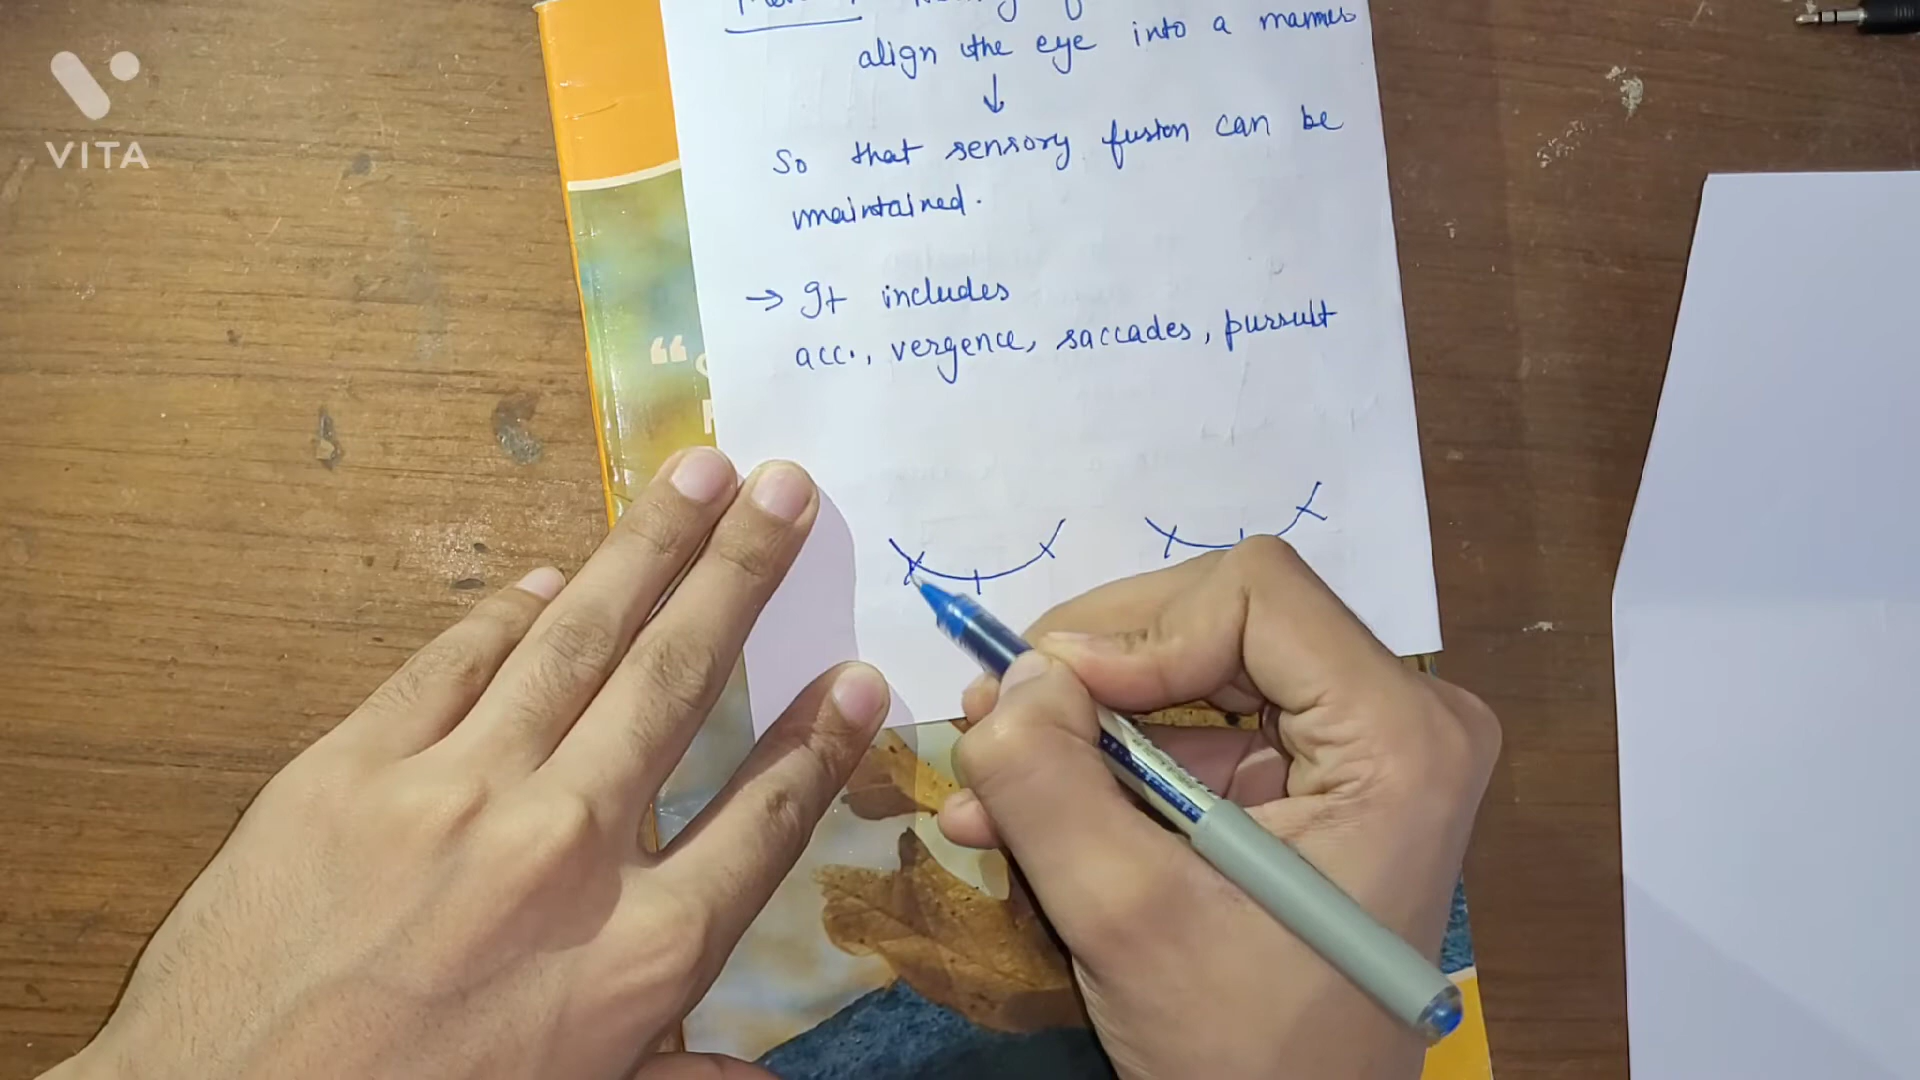 VITA
align the eye into a manner
↓
So that sensory fusion can be
maintained.
→ It includes
acc., vergence, saccades, pursuit